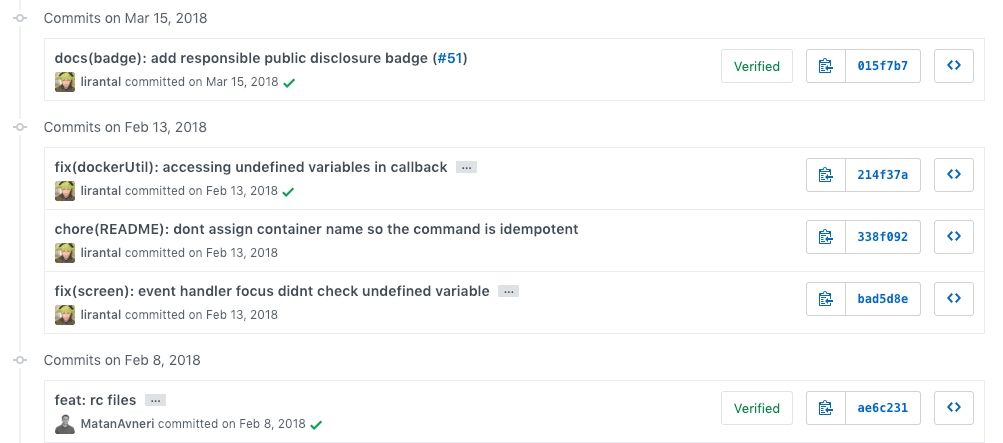 Commits on Mar 15, 2018
docs(badge): add responsible public disclosure badge (#51)
lirantal committed on Mar 15, 2018
Verified
015f7b7
Commits on Feb 13, 2018
fix(dockerUtil): accessing undefined variables in callback ...
lirantal committed on Feb 13, 2018
214f37a
chore(README): dont assign container name so the command is idempotent
lirantal committed on Feb 13, 2018
338f092
fix(screen): event handler focus didnt check undefined variable ...
lirantal committed on Feb 13, 2018
bad5d8e
Commits on Feb 8, 2018
feat: rc files ...
MatanAvneri committed on Feb 8, 2018
Verified
ae6c231